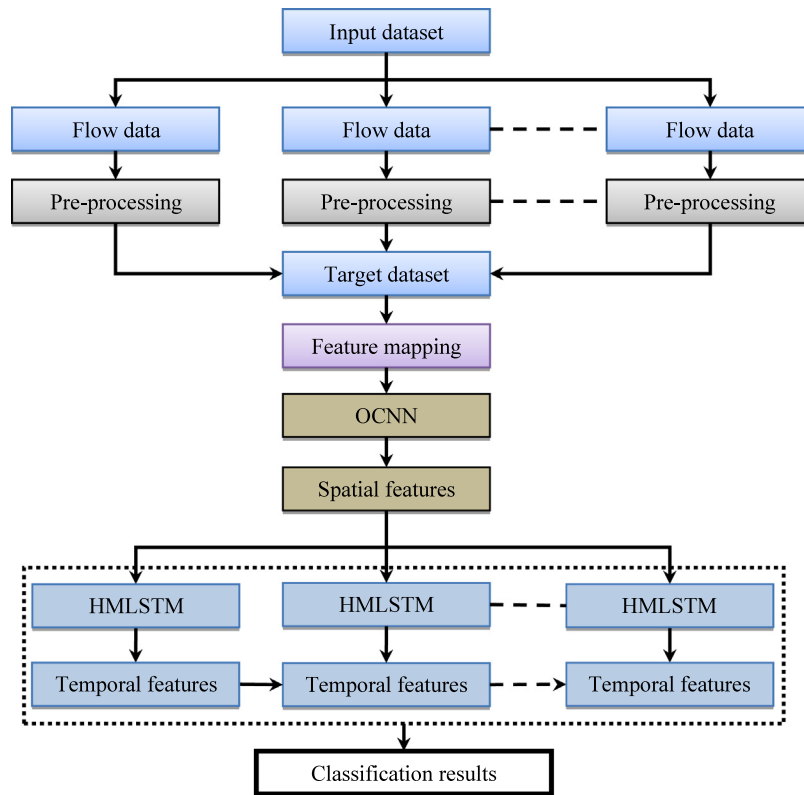 Input dataset
Flow data
Flow data
Flow data
Pre-processing
Pre-processing
Pre-processing
Target dataset
Feature mapping
OCNN
Spatial features
HMLSTM
HMLSTM
HMLSTM
Temporal features
Temporal features
Temporal features
Classification results